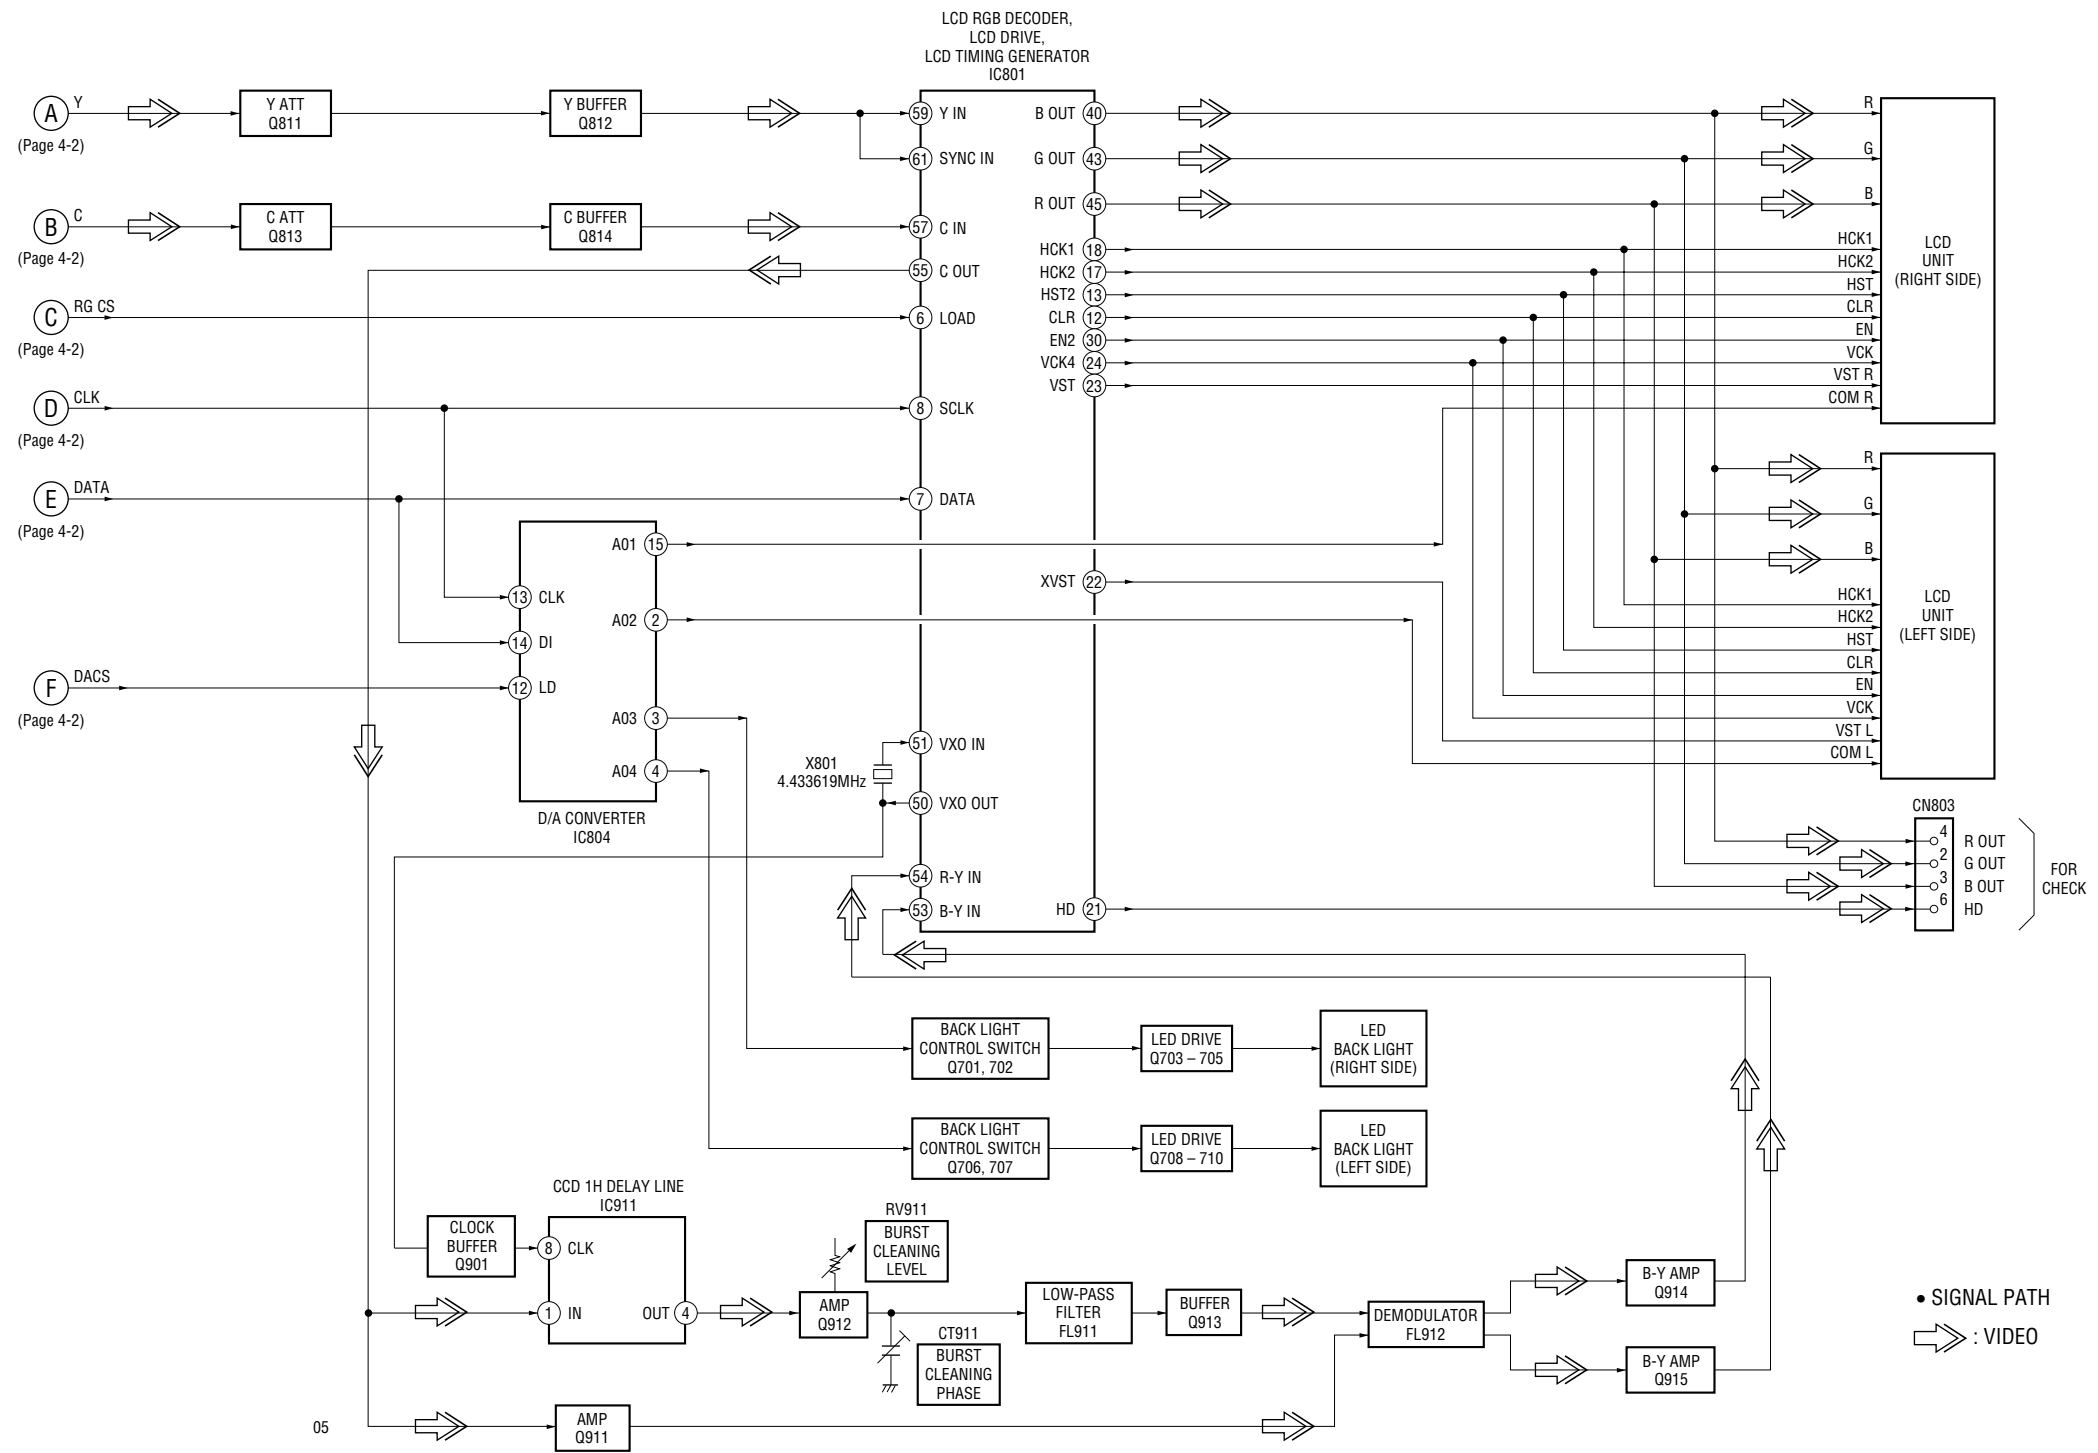 LCD RGB DECODER,
LCD DRIVE,
LCD TIMING GENERATOR
IC801
A
Y
(Page 4-2)
Y ATT
Q811
Y BUFFER
Q812
59 Y IN
61 SYNC IN
B
C
(Page 4-2)
C ATT
Q813
C BUFFER
Q814
57 C IN
55 C OUT
C
RG CS
(Page 4-2)
6 LOAD
D
CLK
(Page 4-2)
8 SCLK
E
DATA
(Page 4-2)
7 DATA
F
DACS
(Page 4-2)
13 CLK
14 DI
12 LD
A01 15
A02 2
A03 3
A04 4
D/A CONVERTER
IC804
X801
4.433619MHz
51 VXO IN
50 VXO OUT
54 R-Y IN
53 B-Y IN
B OUT 40
G OUT 43
R OUT 45
HCK1 18
HCK2 17
HST2 13
CLR 12
EN2 30
VCK4 24
VST 23
XVST 22
HD 21
R
G
B
HCK1
HCK2
HST
CLR
EN
VCK
VST R
COM R
LCD
UNIT
(RIGHT SIDE)
R
G
B
HCK1
HCK2
HST
CLR
EN
VCK
VST L
COM L
LCD
UNIT
(LEFT SIDE)
CN803
4 R OUT
2 G OUT
3 B OUT
6 HD
FOR
CHECK
BACK LIGHT
CONTROL SWITCH
Q701, 702
LED DRIVE
Q703 – 705
LED
BACK LIGHT
(RIGHT SIDE)
BACK LIGHT
CONTROL SWITCH
Q706, 707
LED DRIVE
Q708 – 710
LED
BACK LIGHT
(LEFT SIDE)
CCD 1H DELAY LINE
IC911
CLOCK
BUFFER
Q901
8 CLK
1 IN
OUT 4
RV911
BURST
CLEANING
LEVEL
AMP
Q912
CT911
BURST
CLEANING
PHASE
LOW-PASS
FILTER
FL911
BUFFER
Q913
DEMODULATOR
FL912
B-Y AMP
Q914
B-Y AMP
Q915
AMP
Q911
05
• SIGNAL PATH
: VIDEO